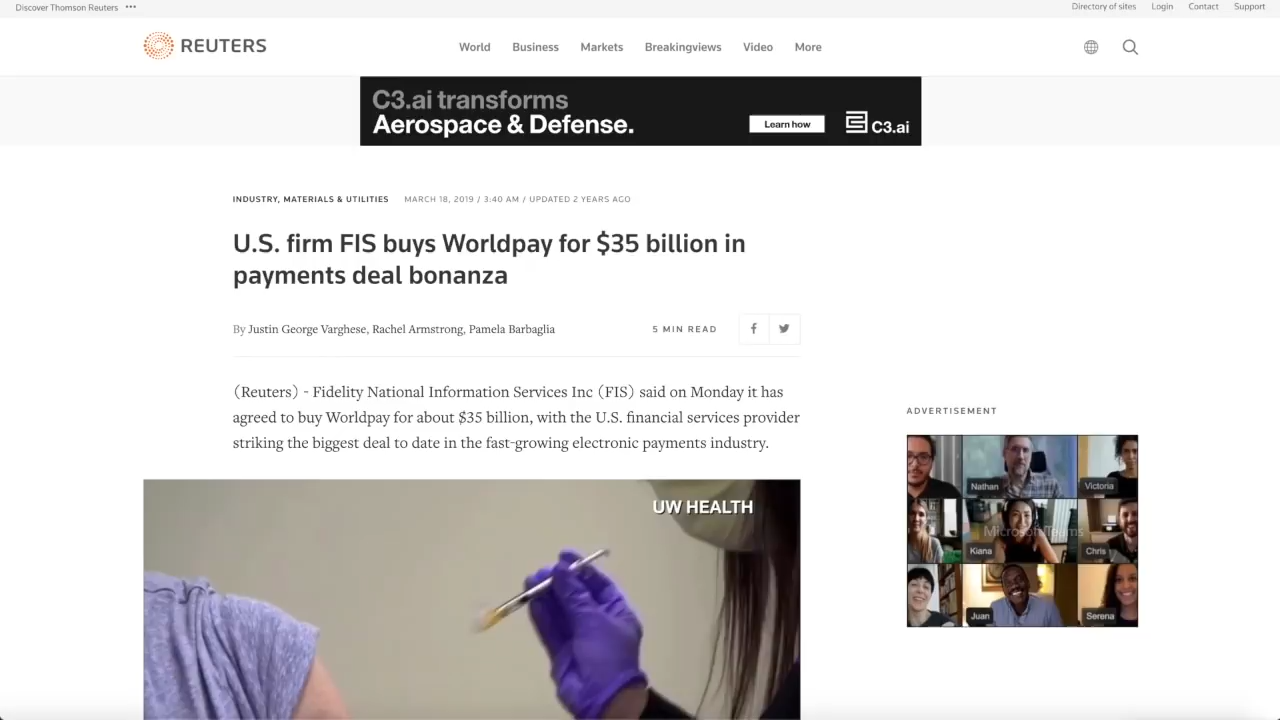 Discover Thomson Reuters •••
Directory of sites Login Contact Support
REUTERS
World Business Markets Breakingviews Video More
C3.ai transforms
Aerospace & Defense.
Learn how
C3.ai
INDUSTRY, MATERIALS & UTILITIES MARCH 18, 2019 / 3:40 AM / UPDATED 2 YEARS AGO
U.S. firm FIS buys Worldpay for $35 billion in
payments deal bonanza
By Justin George Varghese, Rachel Armstrong, Pamela Barbaglia
5 MIN READ
(Reuters) - Fidelity National Information Services Inc (FIS) said on Monday it has
agreed to buy Worldpay for about $35 billion, with the U.S. financial services provider
striking the biggest deal to date in the fast-growing electronic payments industry.
UW HEALTH
ADVERTISEMENT
Nathan
Victoria
Microsoft Teams
Kiana
Chris
Juan
Serena